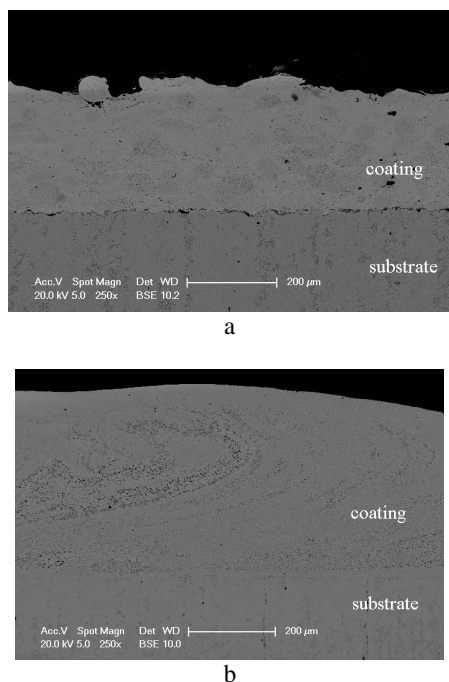 coating
substrate
Acc.V Spot Magn Det WD 200 µm
20.0 kV 5.0 250x BSE 10.2
a
coating
substrate
Acc.V Spot Magn Det WD 200 µm
20.0 kV 5.0 250x BSE 10.0
b